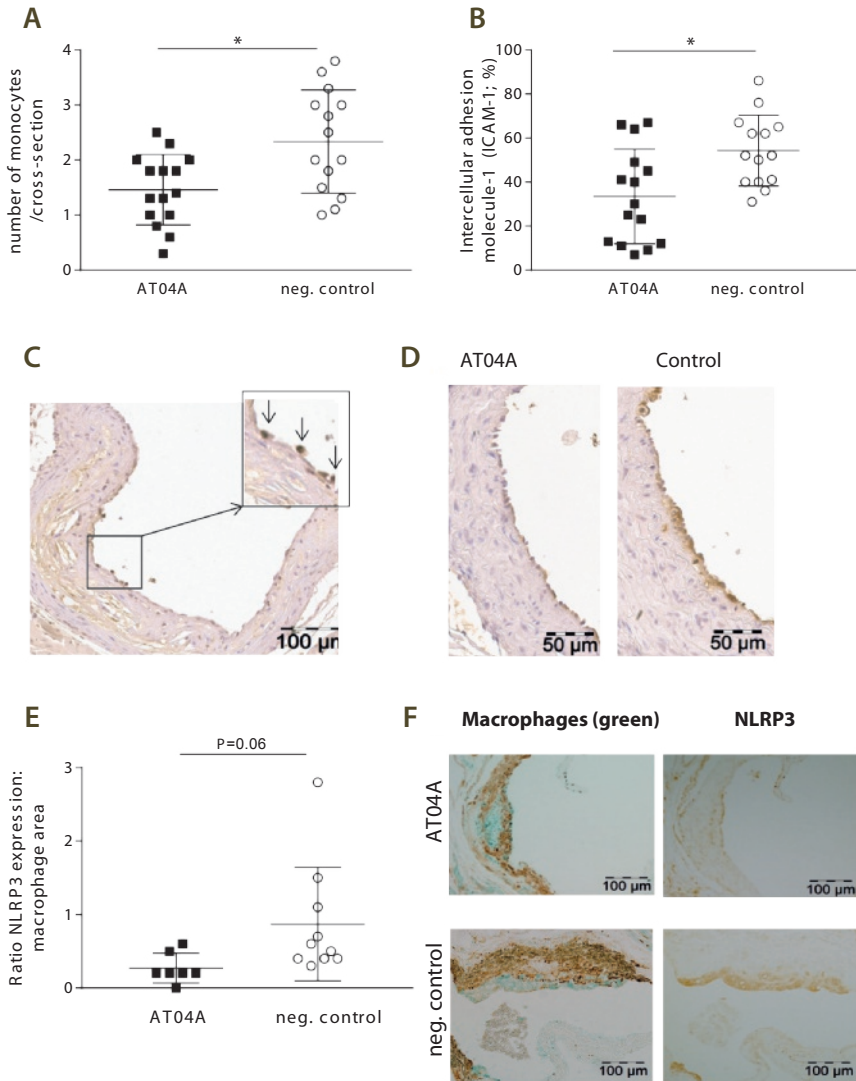 A
*
number of monocytes
/cross-section
4
3
2
1
0
AT04A
neg. control
B
*
Intercellular adhesion
molecule-1 (ICAM-1; %)
100
80
60
40
20
0
AT04A
neg. control
C
100 µm
D
AT04A
Control
50 µm
50 µm
E
P=0.06
Ratio NLRP3 expression:
macrophage area
3
2
1
0
AT04A
neg. control
F
Macrophages (green)
NLRP3
AT04A
100 µm
100 µm
neg. control
100 µm
100 µm